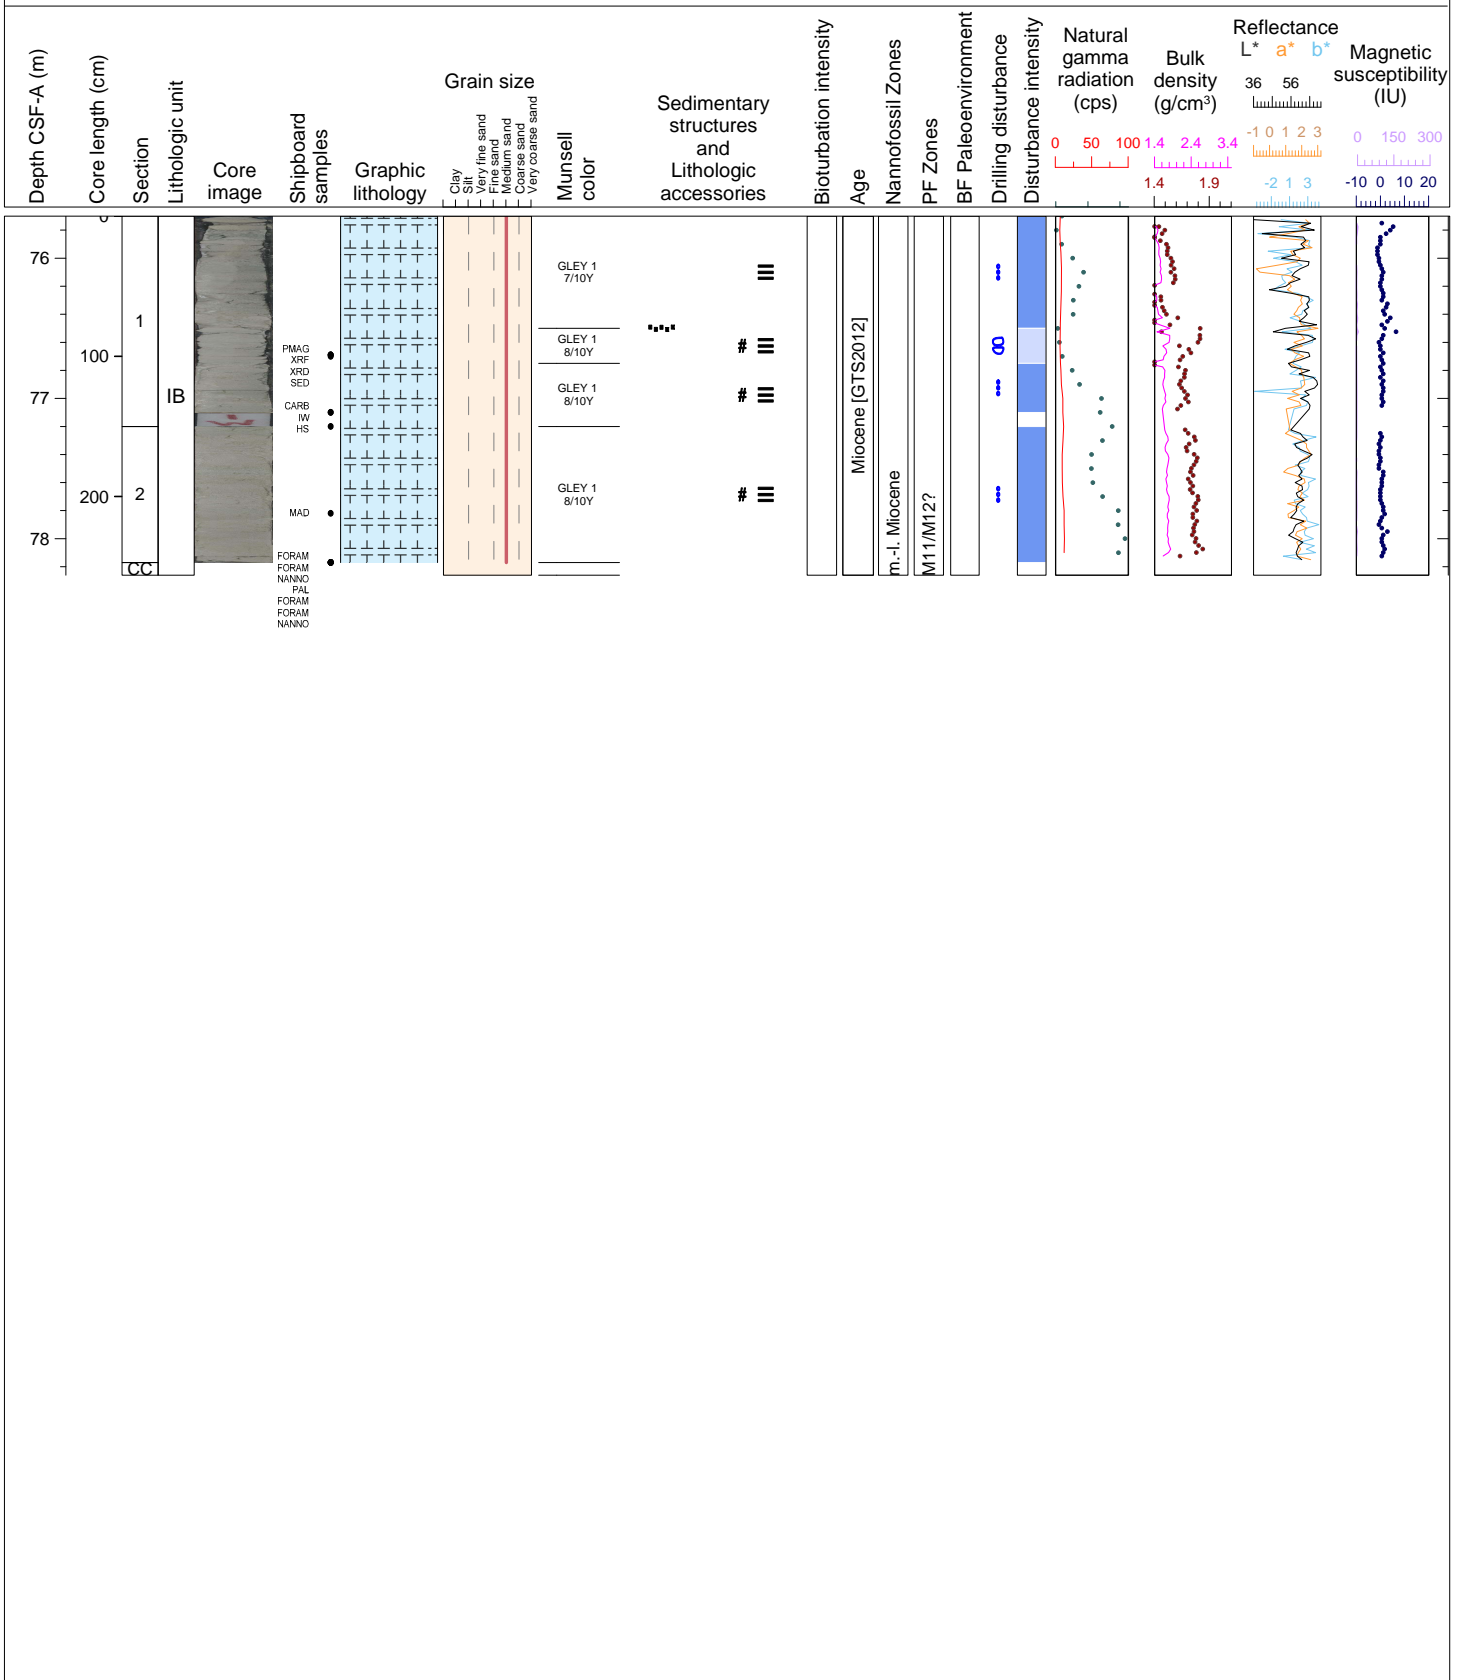 Depth CSF-A (m)
Core length (cm)
Section
Lithologic unit
Core
image
Shipboard
samples
Graphic
lithology
Grain size
Clay
Silt
Very fine sand
Fine sand
Medium sand
Coarse sand
Very coarse sand
Munsell
color
Sedimentary
structures
and
Lithologic
accessories
Bioturbation intensity
Age
Nannofossil Zones
PF Zones
BF Paleoenvironment
Drilling disturbance
Disturbance intensity
Natural
gamma
radiation
(cps)
0 50 100
Bulk
density
(g/cm³)
1.4 2.4 3.4
1.4 1.9
Reflectance
L* a* b*
36 56
-1 0 1 2 3
-2 1 3
Magnetic
susceptibility
(IU)
0 150 300
-10 0 10 20
76
77
78
0
100
200
1
2
CC
IB
PMAG
XRF
XRD
SED
CARB
IW
HS
MAD
FORAM
FORAM
NANNO
PAL
FORAM
FORAM
NANNO
GLEY 1
7/10Y
GLEY 1
8/10Y
GLEY 1
8/10Y
GLEY 1
8/10Y
#
#
#
Miocene [GTS2012]
m.-l. Miocene
M11/M12?